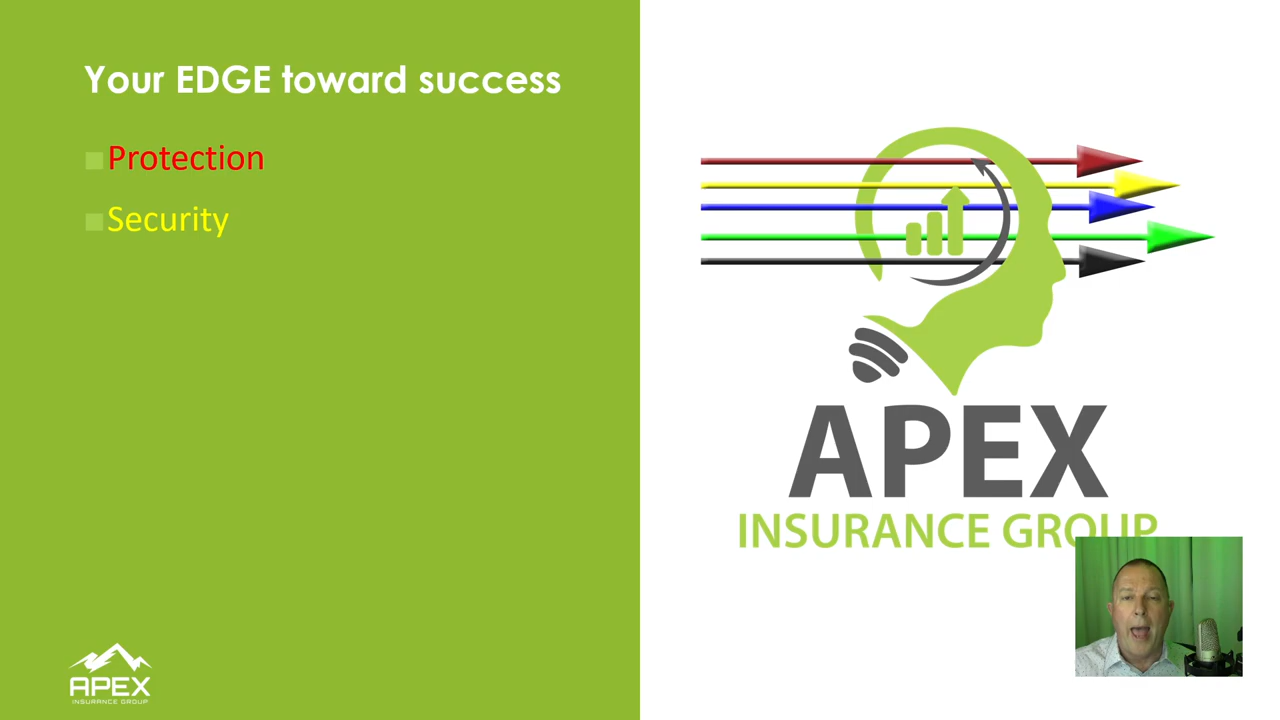 Your EDGE toward success
Protection
Security
APEX
INSURANCE GROUP
APEX
INSURANCE GROUP